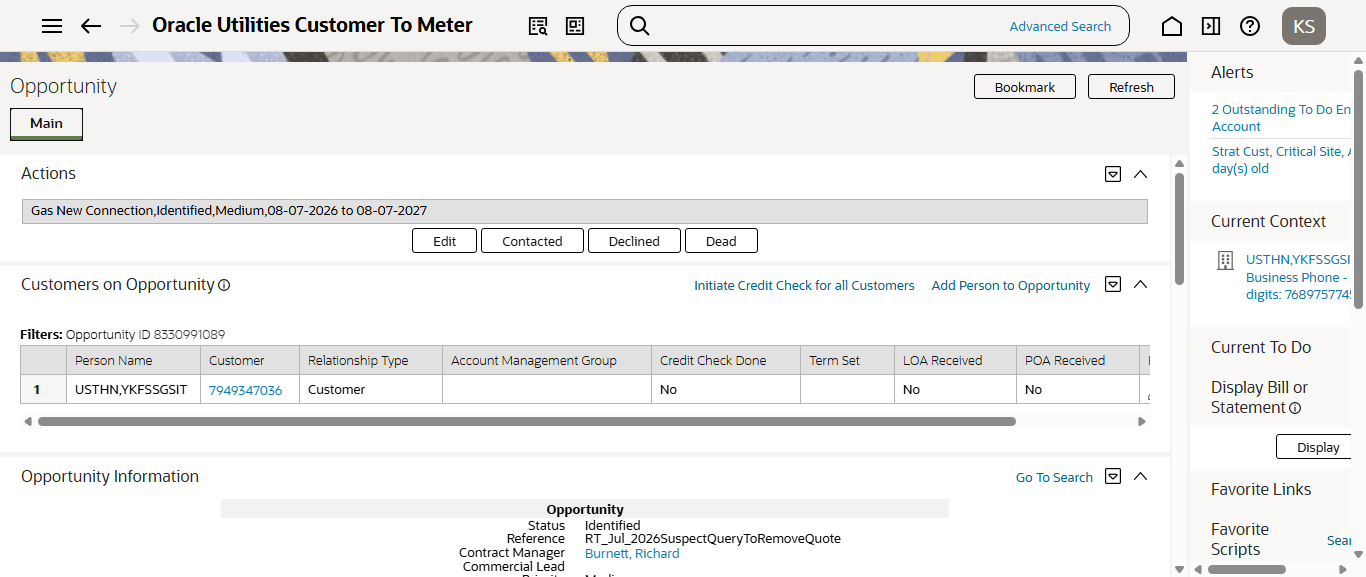 Oracle Utilities Customer To Meter
Advanced Search
KS
Opportunity
Bookmark
Refresh
Main
Actions
Gas New Connection,Identified,Medium,08-07-2026 to 08-07-2027
Edit
Contacted
Declined
Dead
Customers on Opportunity
Initiate Credit Check for all Customers
Add Person to Opportunity
Filters: Opportunity ID 8330991089
Person Name Customer Relationship Type Account Management Group Credit Check Done Term Set LOA Received POA Received
1 USTHN,YKFSSGSIT 7949347036 Customer No No No
Opportunity Information
Go To Search
Opportunity
Status Identified
Reference RT_Jul_2026SuspectQueryToRemoveQuote
Contract Manager Burnett, Richard
Commercial Lead
Alerts
2 Outstanding To Do En
Account
Strat Cust, Critical Site,
day(s) old
Current Context
USTHN,YKFSSGSI
Business Phone -
digits: 768975774
Current To Do
Display Bill or
Statement
Display
Favorite Links
Favorite
Scripts
Sear